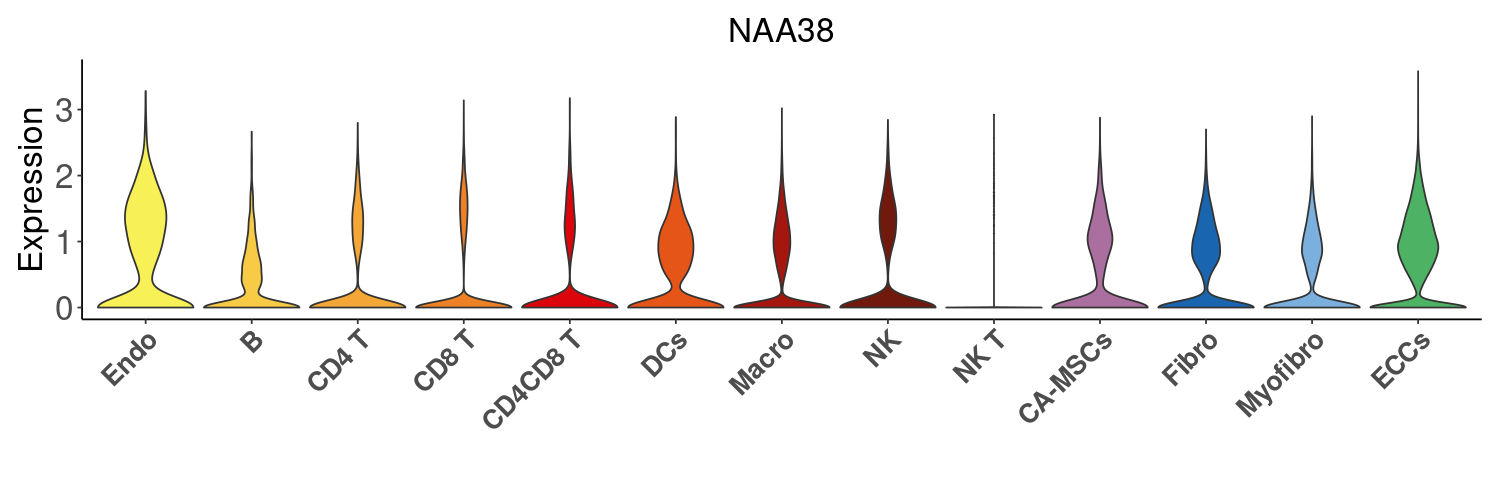 NAA38
Expression
3
2
1
0
Endo
B
CD4 T
CD8 T
CD4CD8 T
DCs
Macro
NK
NK T
CA-MSCs
Fibro
Myofibro
ECCs